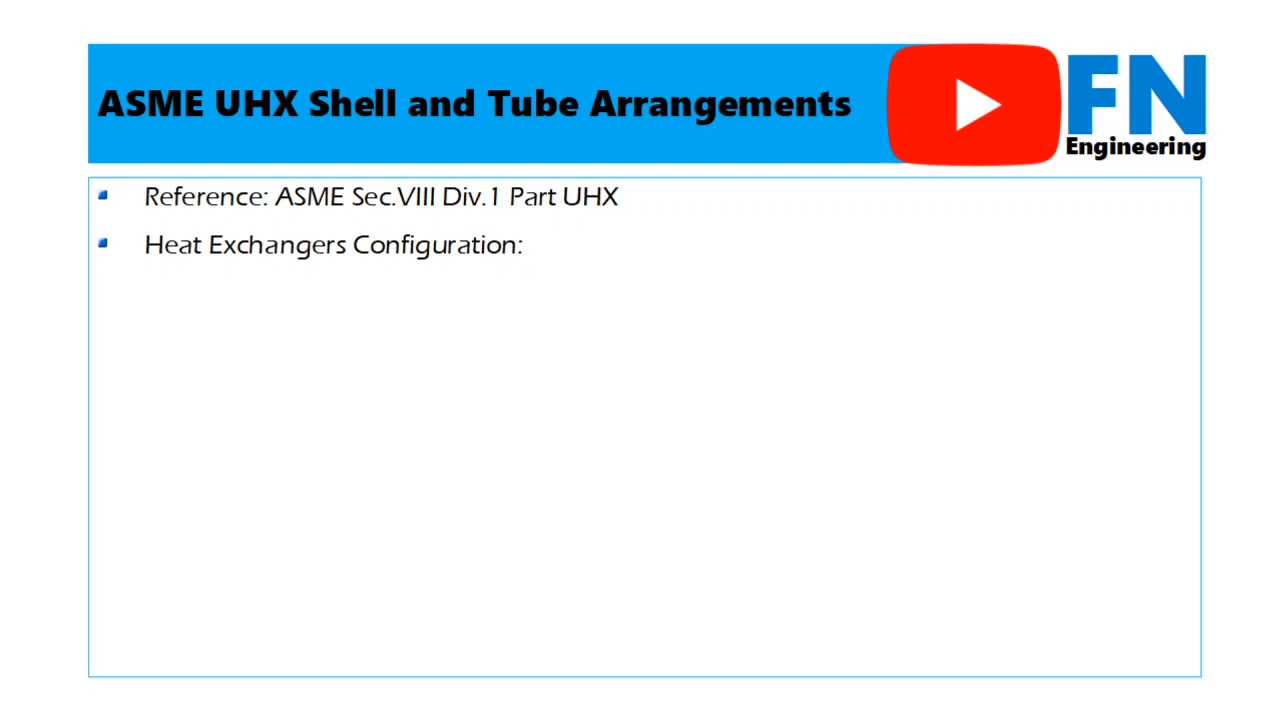 ASME UHX Shell and Tube Arrangements
FN
Engineering
Reference: ASME Sec.VIII Div.1 Part UHX
Heat Exchangers Configuration: